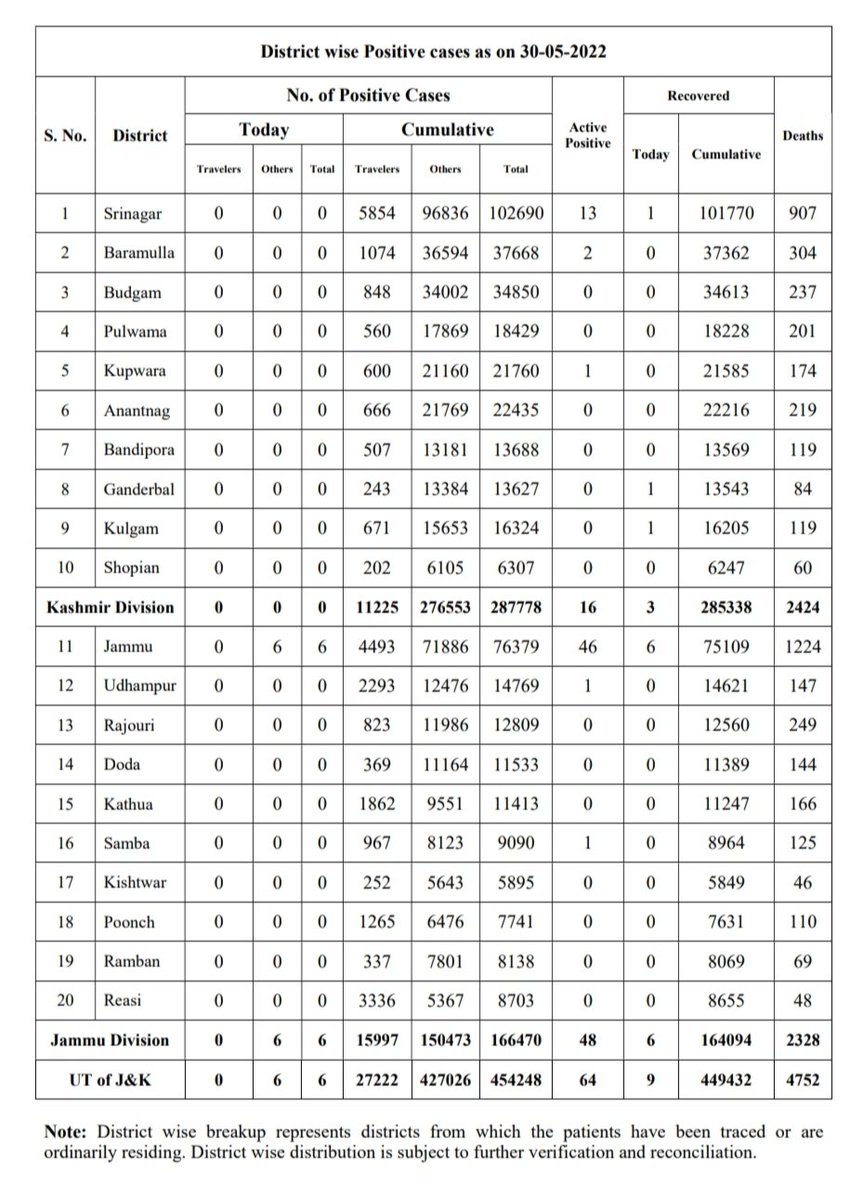 District wise Positive cases as on 30-05-2022
S. No. District No. of Positive Cases Active Positive Recovered Deaths
Today Cumulative Today Cumulative
Travelers Others Total Travelers Others Total
1 Srinagar 0 0 0 5854 96836 102690 13 1 101770 907
2 Baramulla 0 0 0 1074 36594 37668 2 0 37362 304
3 Budgam 0 0 0 848 34002 34850 0 0 34613 237
4 Pulwama 0 0 0 560 17869 18429 0 0 18228 201
5 Kupwara 0 0 0 600 21160 21760 1 0 21585 174
6 Anantnag 0 0 0 666 21769 22435 0 0 22216 219
7 Bandipora 0 0 0 507 13181 13688 0 0 13569 119
8 Ganderbal 0 0 0 243 13384 13627 0 1 13543 84
9 Kulgam 0 0 0 671 15653 16324 0 1 16205 119
10 Shopian 0 0 0 202 6105 6307 0 0 6247 60
Kashmir Division 0 0 0 11225 276553 287778 16 3 285338 2424
11 Jammu 0 6 6 4493 71886 76379 46 6 75109 1224
12 Udhampur 0 0 0 2293 12476 14769 1 0 14621 147
13 Rajouri 0 0 0 823 11986 12809 0 0 12560 249
14 Doda 0 0 0 369 11164 11533 0 0 11389 144
15 Kathua 0 0 0 1862 9551 11413 0 0 11247 166
16 Samba 0 0 0 967 8123 9090 1 0 8964 125
17 Kishtwar 0 0 0 252 5643 5895 0 0 5849 46
18 Poonch 0 0 0 1265 6476 7741 0 0 7631 110
19 Ramban 0 0 0 337 7801 8138 0 0 8069 69
20 Reasi 0 0 0 3336 5367 8703 0 0 8655 48
Jammu Division 0 6 6 15997 150473 166470 48 6 164094 2328
UT of J&K 0 6 6 27222 427026 454248 64 9 449432 4752
Note: District wise breakup represents districts from which the patients have been traced or are
ordinarily residing. District wise distribution is subject to further verification and reconciliation.